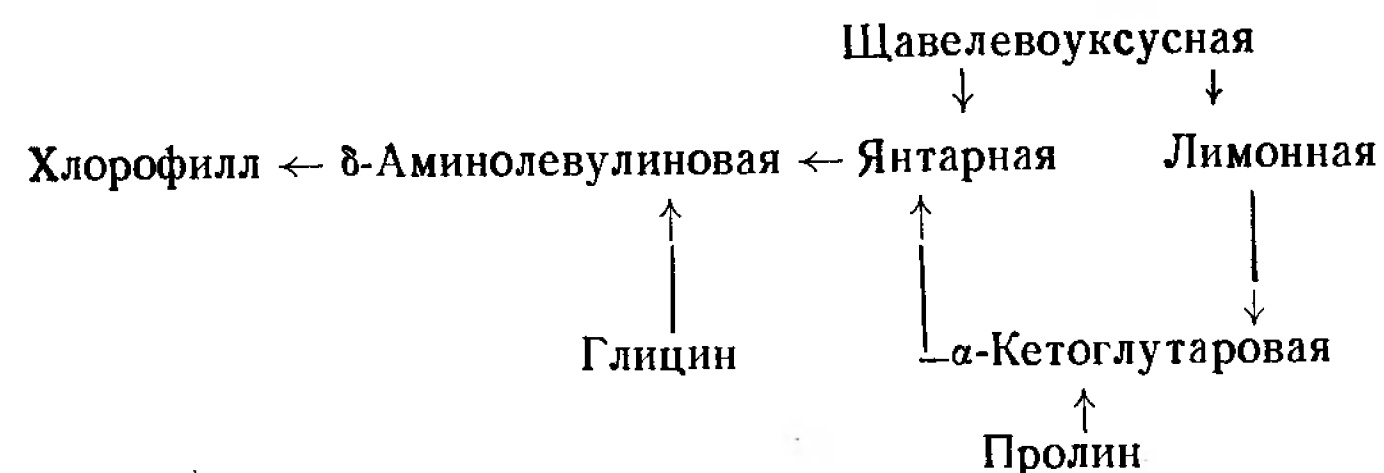 Щавелевоуксусная
↓ ↓
Хлорофилл ← δ-Аминолевулиновая ← Янтарная Лимонная
Глицин
α-Кетоглутаровая
Пролин